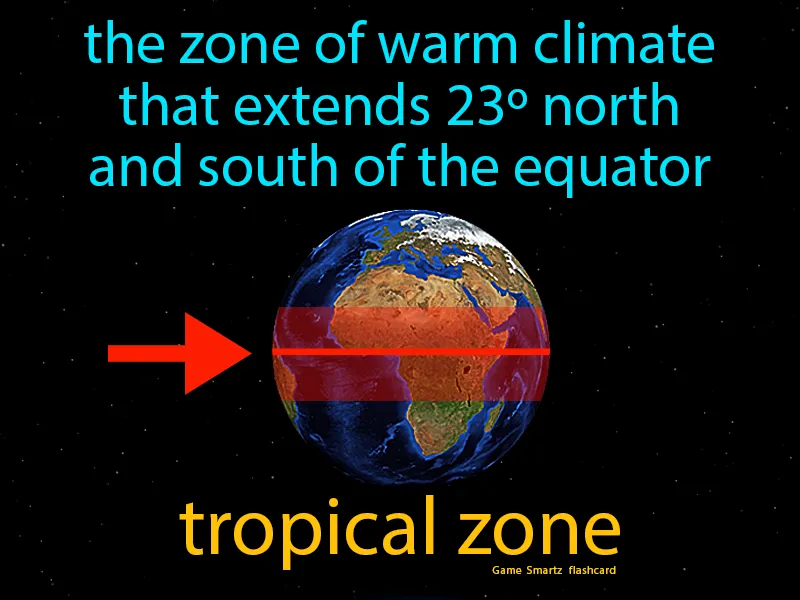 the zone of warm climate
that extends 23º north
and south of the equator
tropical zone
Game Smartz flashcard